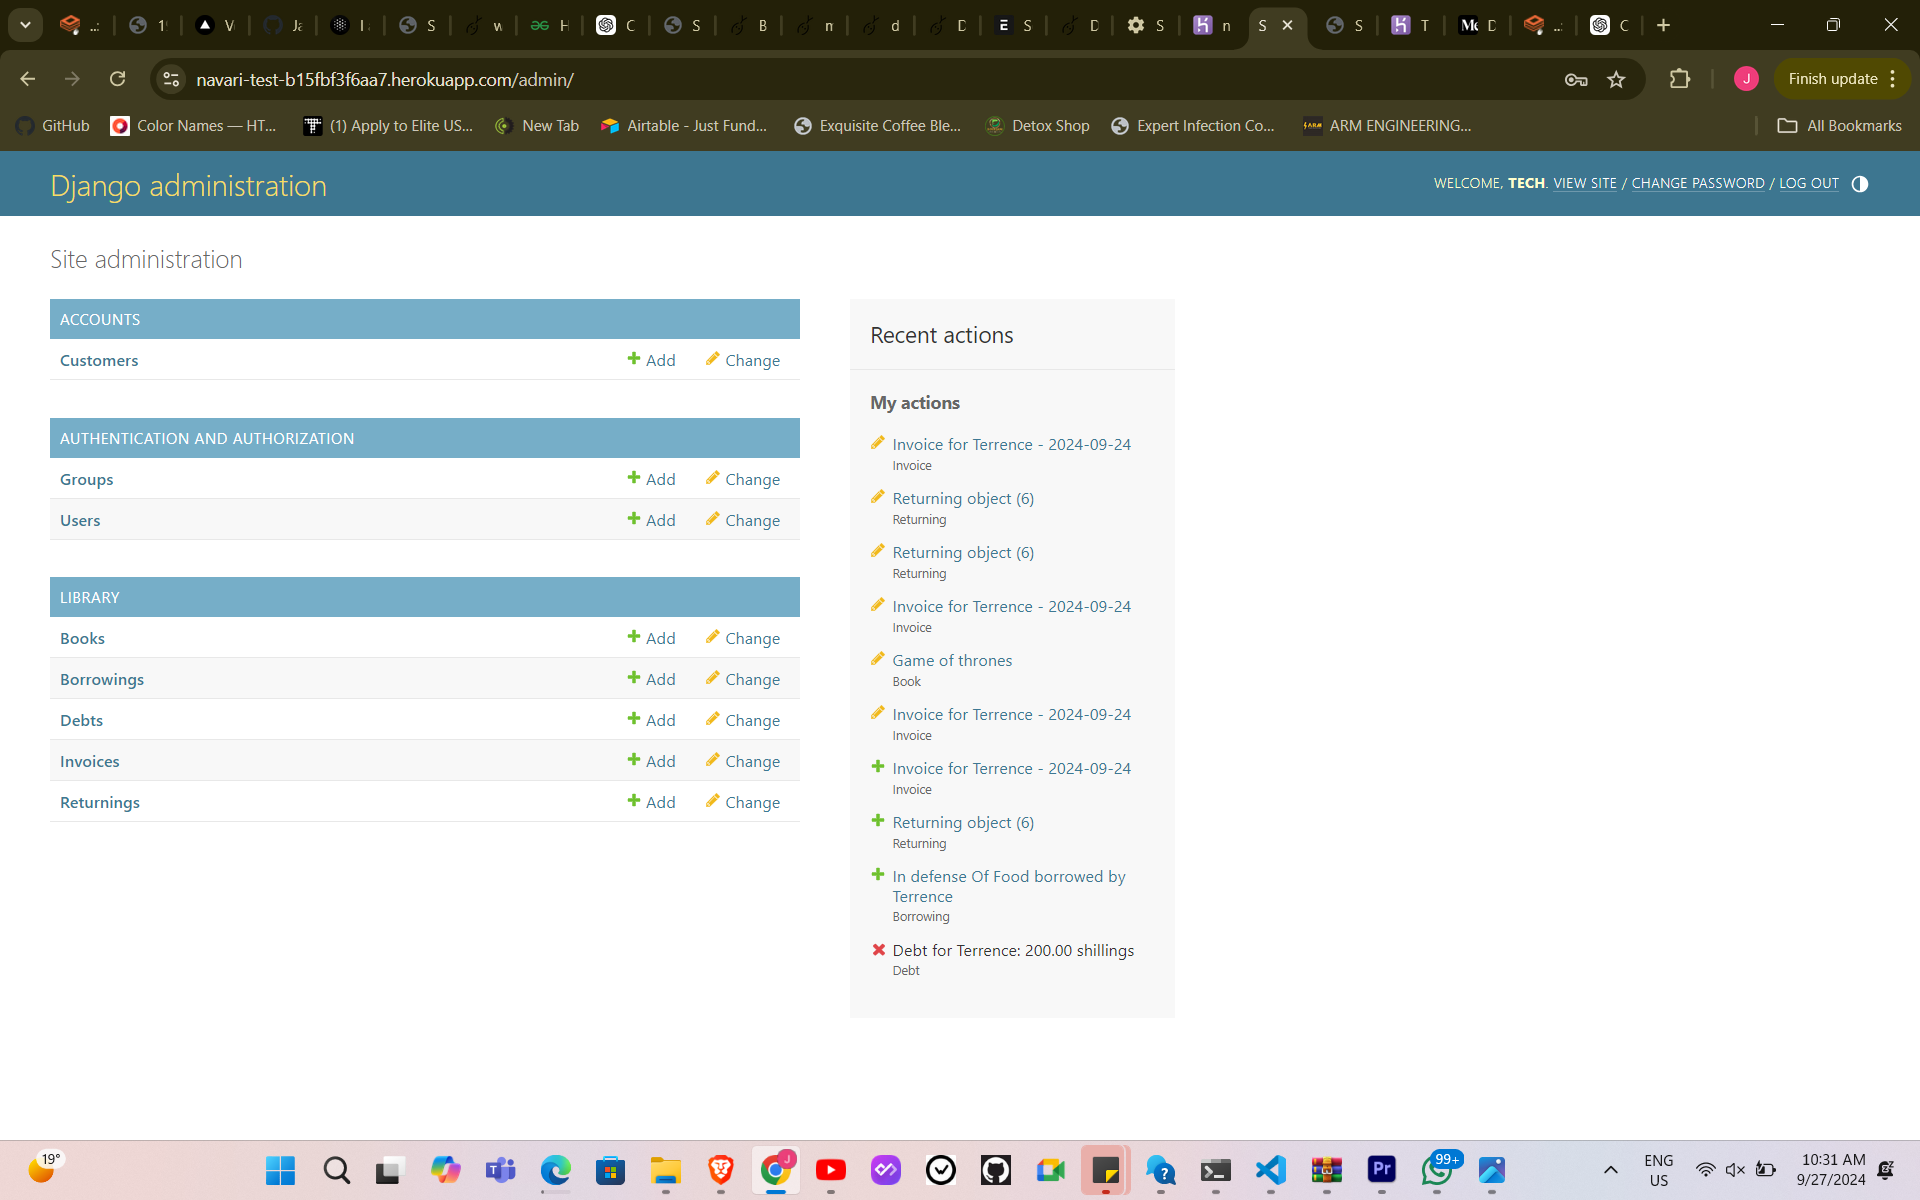 navari-test-b15fbf3f6aa7.herokuapp.com/admin/
J
Finish update
GitHub
Color Names — HT...
(1) Apply to Elite US...
New Tab
Airtable - Just Fund...
Exquisite Coffee Ble...
Detox Shop
Expert Infection Co...
ARM ENGINEERING...
All Bookmarks
Django administration
WELCOME, TECH. VIEW SITE / CHANGE PASSWORD / LOG OUT
Site administration
ACCOUNTS
Customers Add Change
AUTHENTICATION AND AUTHORIZATION
Groups Add Change
Users Add Change
LIBRARY
Books Add Change
Borrowings Add Change
Debts Add Change
Invoices Add Change
Returnings Add Change
Recent actions
My actions
Invoice for Terrence - 2024-09-24
Invoice
Returning object (6)
Returning
Returning object (6)
Returning
Invoice for Terrence - 2024-09-24
Invoice
Game of thrones
Book
Invoice for Terrence - 2024-09-24
Invoice
Invoice for Terrence - 2024-09-24
Invoice
Returning object (6)
Returning
In defense Of Food borrowed by
Terrence
Borrowing
Debt for Terrence: 200.00 shillings
Debt
19°
99+
ENG
US
10:31 AM
9/27/2024